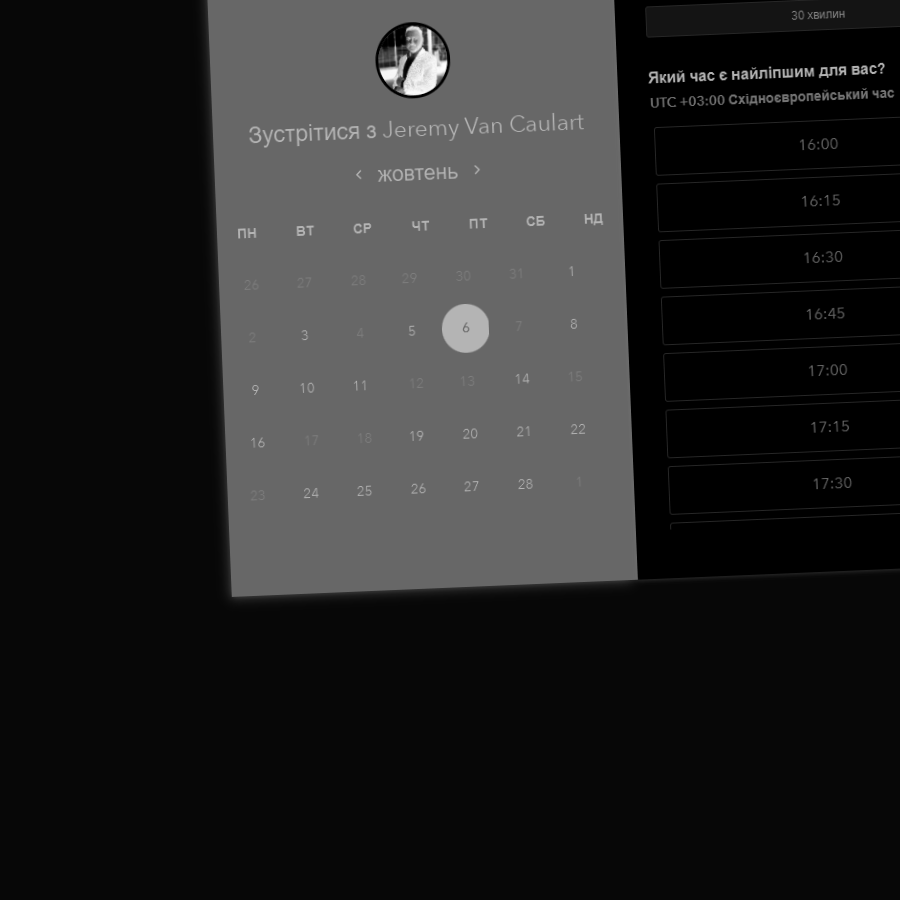 Зустрітися з Jeremy Van Caulart
жовтень
ПН ВТ СР ЧТ ПТ СБ НД
26 27 28 29 30 31 1
2 3 4 5 6 7 8
9 10 11 12 13 14 15
16 17 18 19 20 21 22
23 24 25 26 27 28 1
30 хвилин
Який час є найліпшим для вас?
UTC +03:00 Східноєвропейський час
16:00
16:15
16:30
16:45
17:00
17:15
17:30